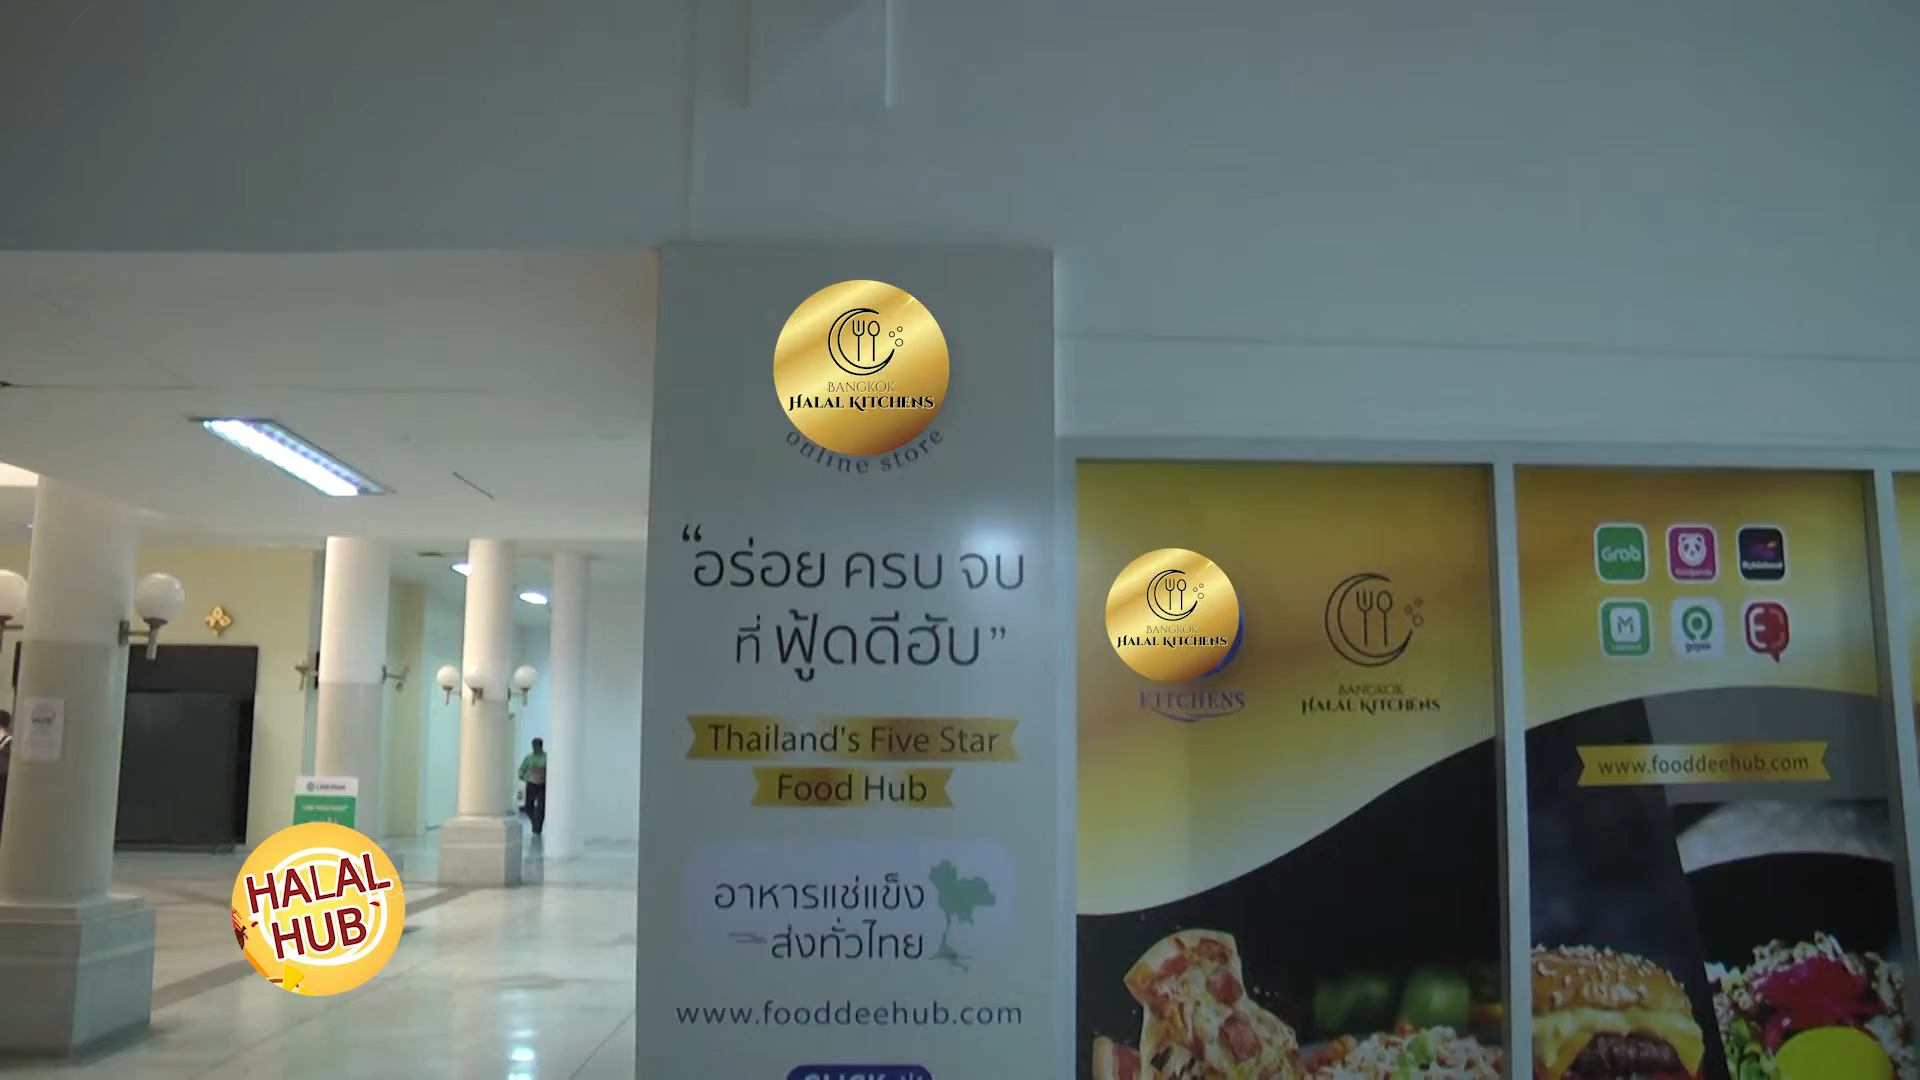 BANGKOK
HALAL KITCHENS
online store
“อร่อย ครบ จบ
ที่ ฟู้ดดีฮับ”
Thailand's Five Star
Food Hub
อาหารแช่แข็ง
ส่งทั่วไทย
www.fooddeehub.com
BANGKOK
HALAL KITCHENS
KITCHENS
BANGKOK
HALAL KITCHENS
Grab
foodpanda
M
www.fooddeehub.com
HALAL
HUB